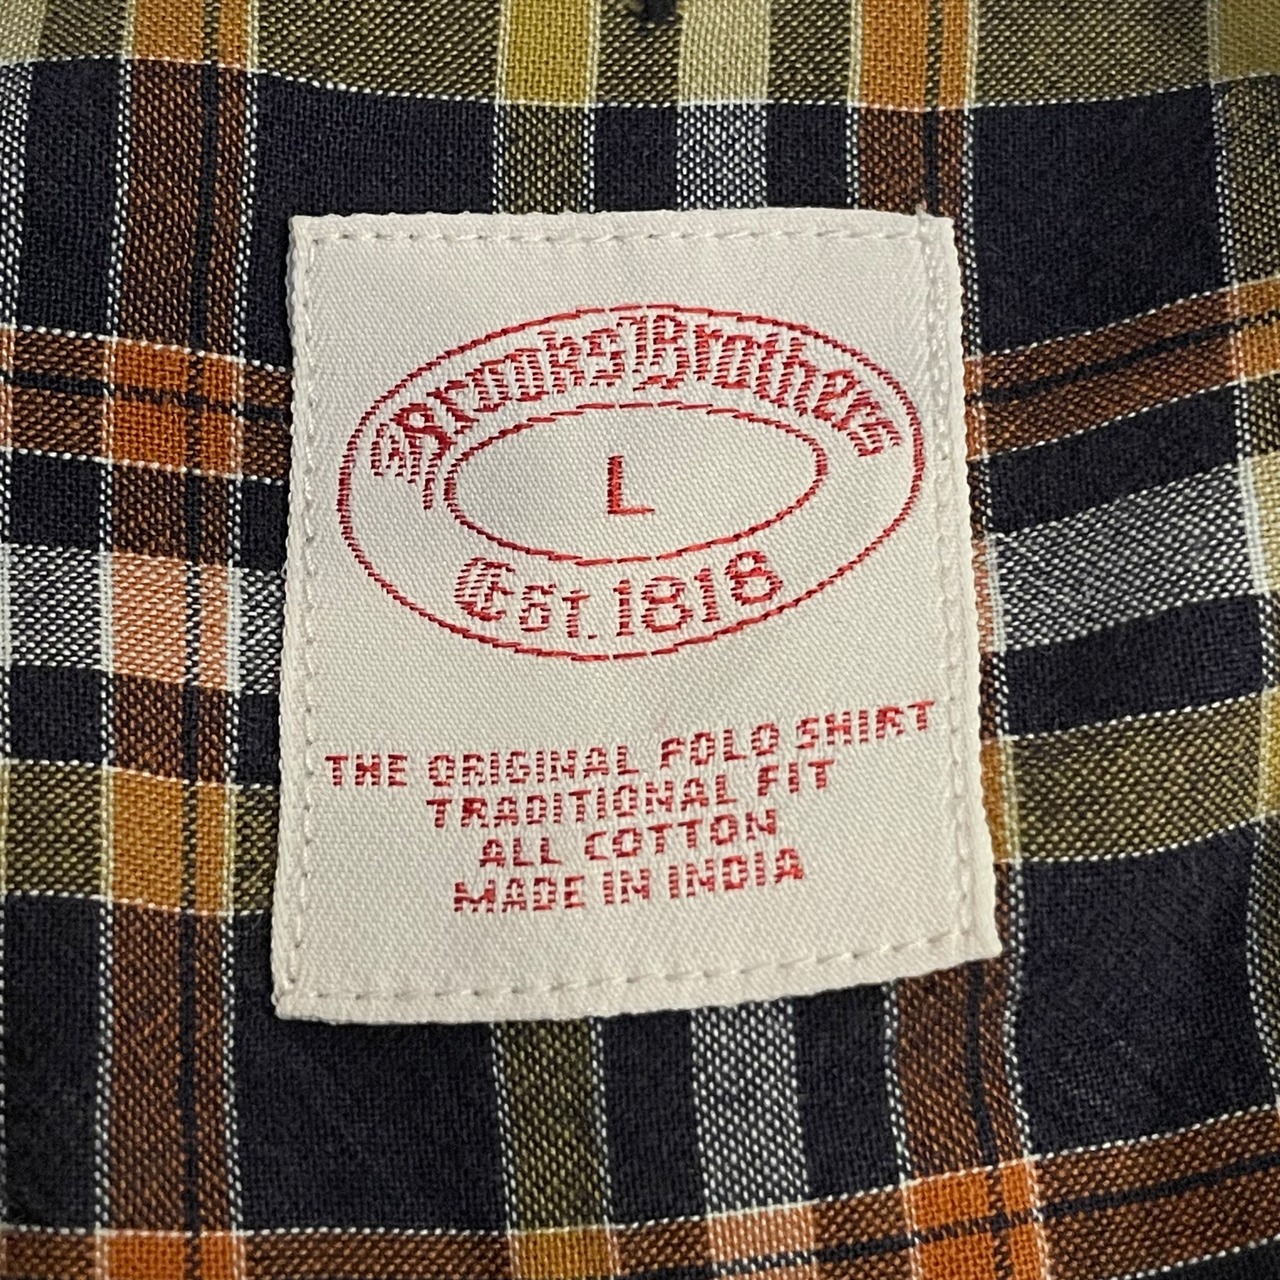 Brooks Brothers
L
Est. 1818
THE ORIGINAL POLO SHIRT
TRADITIONAL FIT
ALL COTTON
MADE IN INDIA